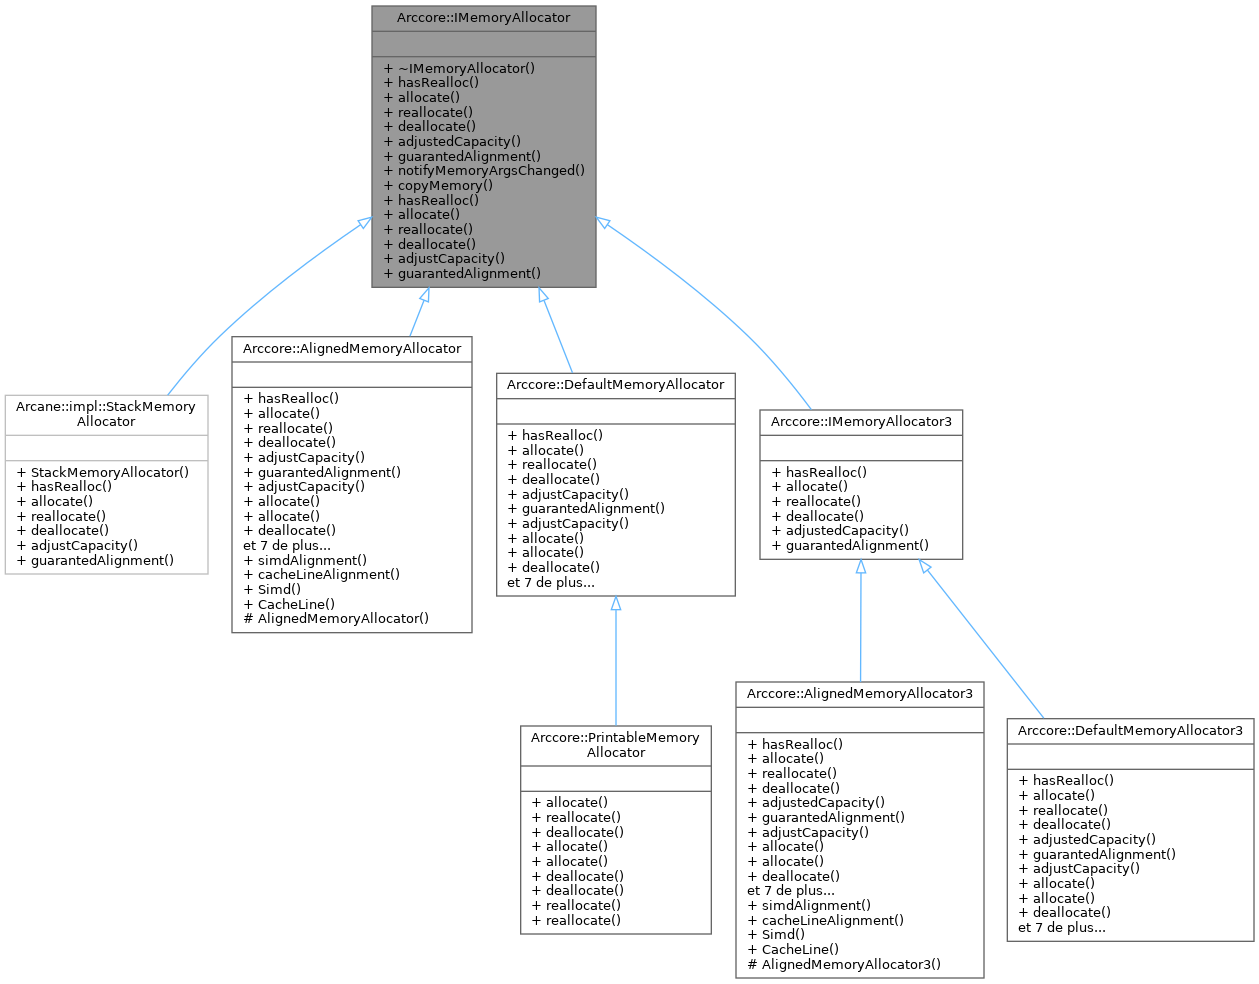 Arccore::IMemoryAllocator
+ ~IMemoryAllocator()
+ hasRealloc()
+ allocate()
+ reallocate()
+ deallocate()
+ adjustedCapacity()
+ guarantedAlignment()
+ notifyMemoryArgsChanged()
+ copyMemory()
+ hasRealloc()
+ allocate()
+ reallocate()
+ deallocate()
+ adjustCapacity()
+ guarantedAlignment()
Arcane::impl::StackMemory
Allocator
+ StackMemoryAllocator()
+ hasRealloc()
+ allocate()
+ reallocate()
+ deallocate()
+ adjustCapacity()
+ guarantedAlignment()
Arccore::AlignedMemoryAllocator
+ hasRealloc()
+ allocate()
+ reallocate()
+ deallocate()
+ adjustCapacity()
+ guarantedAlignment()
+ adjustCapacity()
+ allocate()
+ allocate()
+ deallocate()
et 7 de plus...
+ simdAlignment()
+ cacheLineAlignment()
+ Simd()
+ CacheLine()
# AlignedMemoryAllocator()
Arccore::DefaultMemoryAllocator
+ hasRealloc()
+ allocate()
+ reallocate()
+ deallocate()
+ adjustCapacity()
+ guarantedAlignment()
+ adjustCapacity()
+ allocate()
+ allocate()
+ deallocate()
et 7 de plus...
Arccore::IMemoryAllocator3
+ hasRealloc()
+ allocate()
+ reallocate()
+ deallocate()
+ adjustedCapacity()
+ guarantedAlignment()
Arccore::PrintableMemory
Allocator
+ allocate()
+ reallocate()
+ deallocate()
+ allocate()
+ allocate()
+ deallocate()
+ deallocate()
+ reallocate()
+ reallocate()
Arccore::AlignedMemoryAllocator3
+ hasRealloc()
+ allocate()
+ reallocate()
+ deallocate()
+ adjustedCapacity()
+ guarantedAlignment()
+ adjustCapacity()
+ allocate()
+ allocate()
+ deallocate()
et 7 de plus...
+ simdAlignment()
+ cacheLineAlignment()
+ Simd()
+ CacheLine()
# AlignedMemoryAllocator3()
Arccore::DefaultMemoryAllocator3
+ hasRealloc()
+ allocate()
+ reallocate()
+ deallocate()
+ adjustedCapacity()
+ guarantedAlignment()
+ adjustCapacity()
+ allocate()
+ allocate()
+ deallocate()
et 7 de plus...